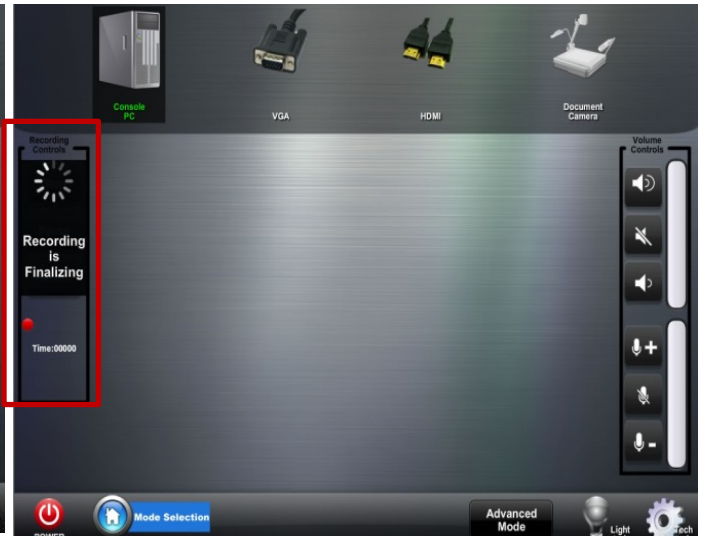 Console
PC
VGA
HDMI
Document
Camera
Recording
Controls
Recording
is
Finalizing
Time:00000
Volume
Controls
POWER
Mode Selection
Advanced
Mode
Light
Tech